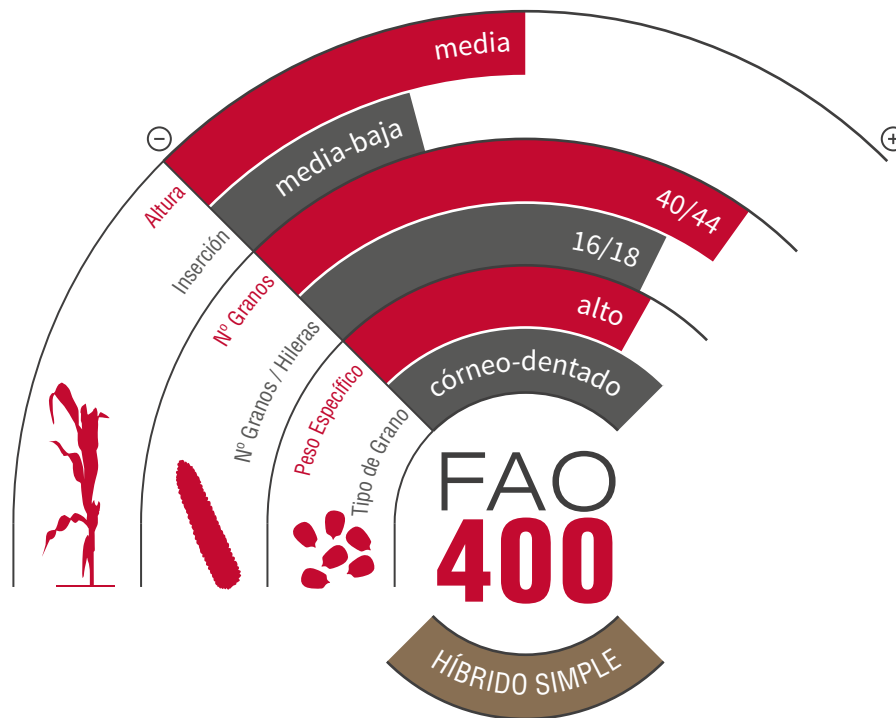 media
media-baja
40/44
16/18
alto
córneo-dentado
Altura
Inserción
Nº Granos
Nº Granos / Hileras
Peso Específico
Tipo de Grano
FAO
400
HÍBRIDO SIMPLE